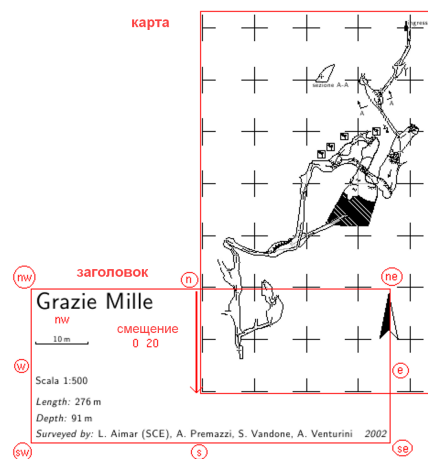 карта
ingresso
sezione A-A
A
A
заголовок
nw
n
ne
Grazie Mille
nw
смещение
0 20
10 m
w
e
Scala 1:500
Length: 276 m
Depth: 91 m
Surveyed by: L. Aimar (SCE), A. Premazzi, S. Vandone, A. Venturini 2002
sw
s
se